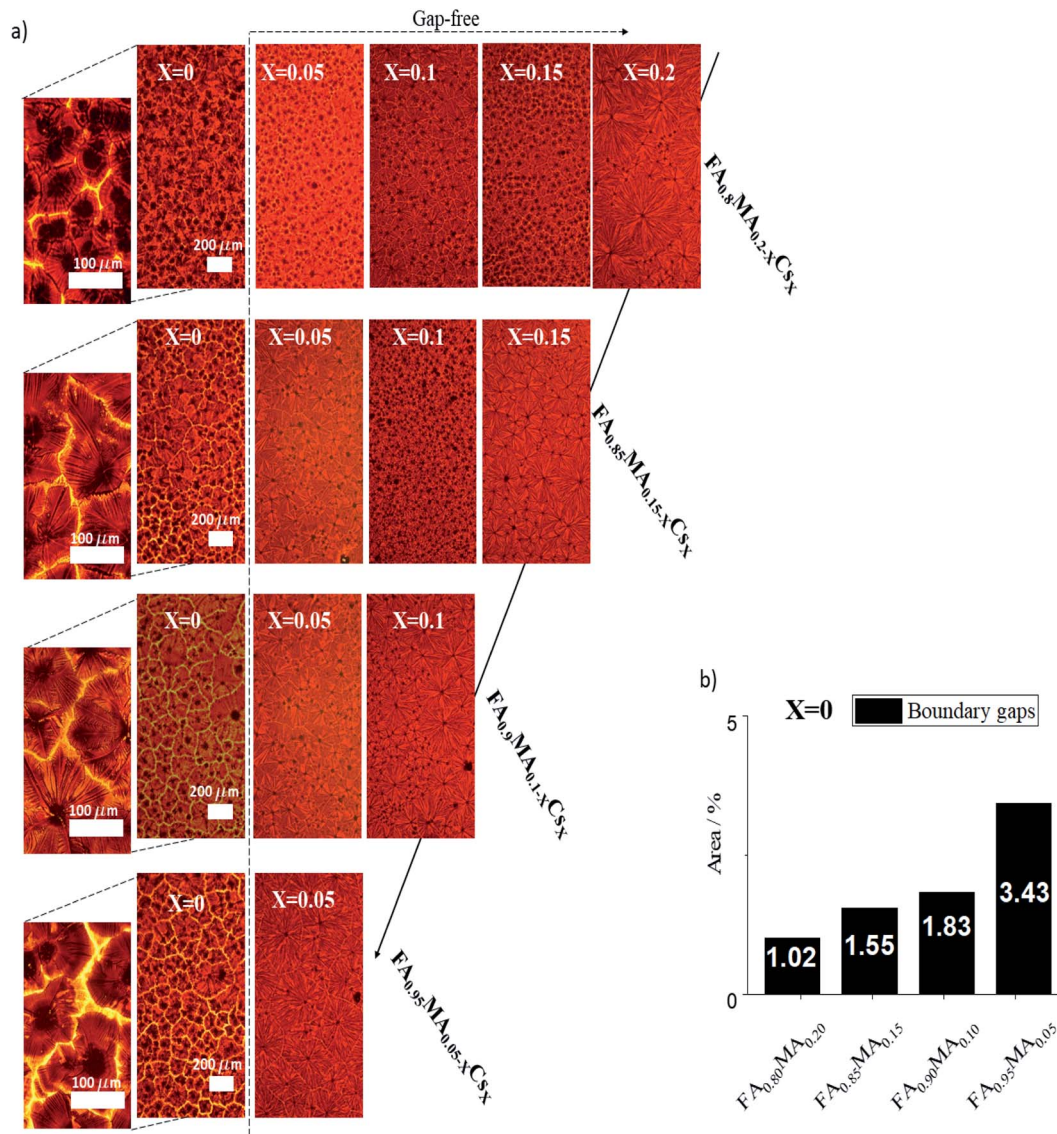 a)
Gap-free
X=0
X=0.05
X=0.1
X=0.15
X=0.2
100 μm
200 μm
FA0.8MA0.2-XCsX
X=0
X=0.05
X=0.1
X=0.15
100 μm
200 μm
FA0.85MA0.15-XCsX
X=0
X=0.05
X=0.1
100 μm
200 μm
FA0.9MA0.1-XCsX
X=0
X=0.05
100 μm
200 μm
FA0.95MA0.05-XCsX
b)
X=0
Boundary gaps
5
Area / %
0
1.02
1.55
1.83
3.43
FA0.80MA0.20
FA0.85MA0.15
FA0.90MA0.10
FA0.95MA0.05